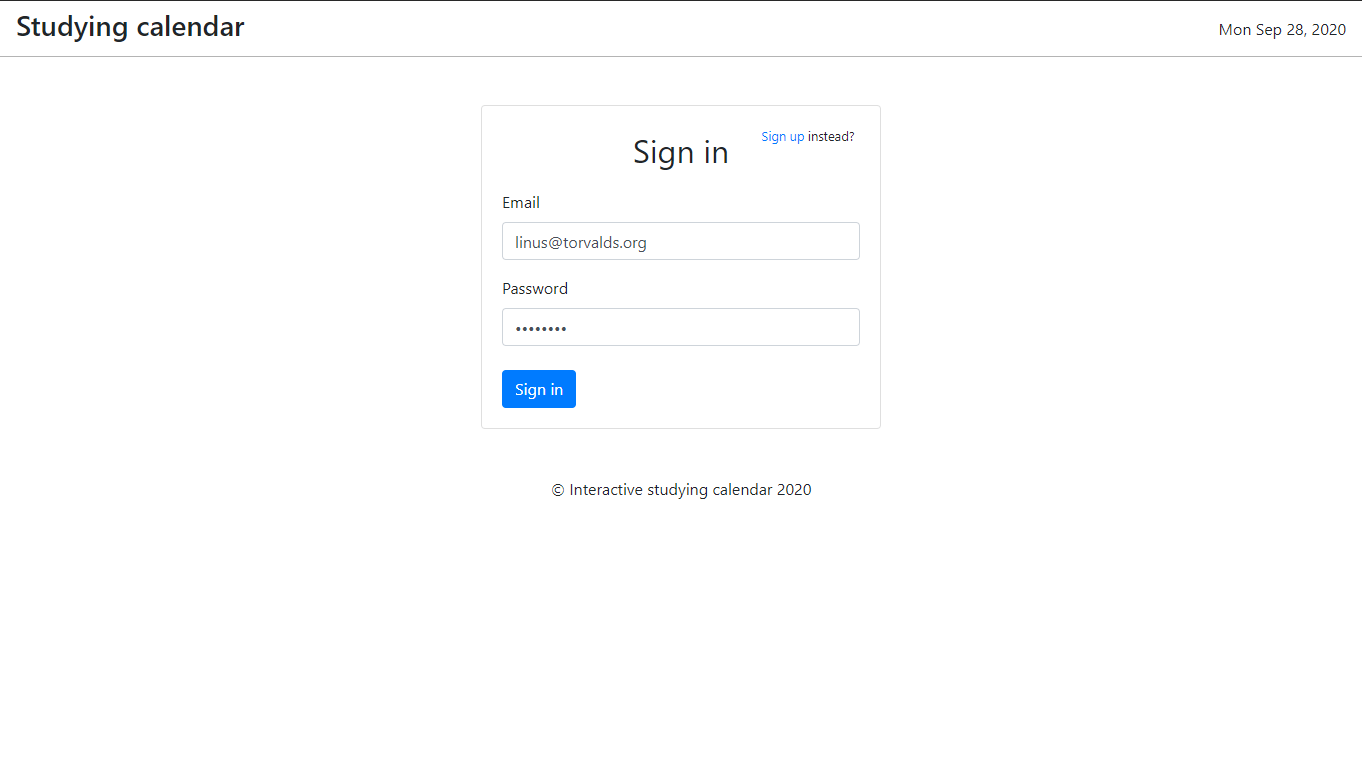 Studying calendar
Mon Sep 28, 2020
Sign up instead?
Sign in
Email
linus@torvalds.org
Password
••••••••
Sign in
© Interactive studying calendar 2020